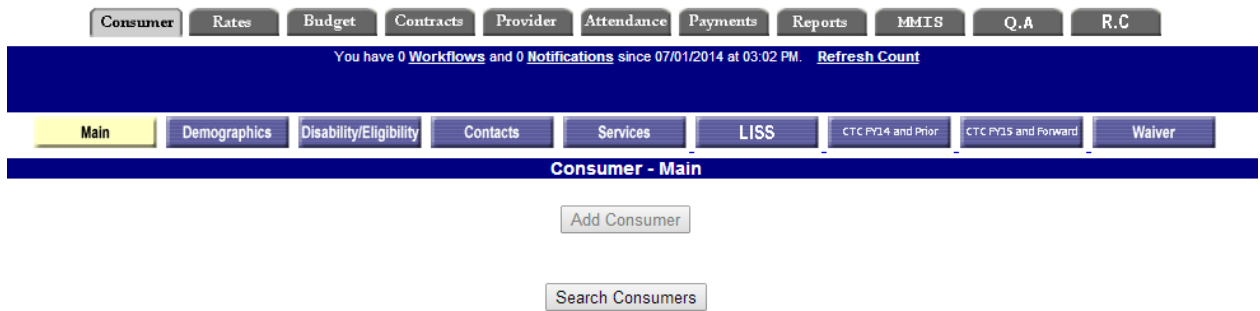 Consumer Rates Budget Contracts Provider Attendance Payments Reports MMIS Q.A R.C
You have 0 Workflows and 0 Notifications since 07/01/2014 at 03:02 PM. Refresh Count
Main Demographics Disability/Eligibility Contacts Services LISS CTC FY14 and Prior CTC FY15 and Forward Waiver
Consumer - Main
Add Consumer
Search Consumers